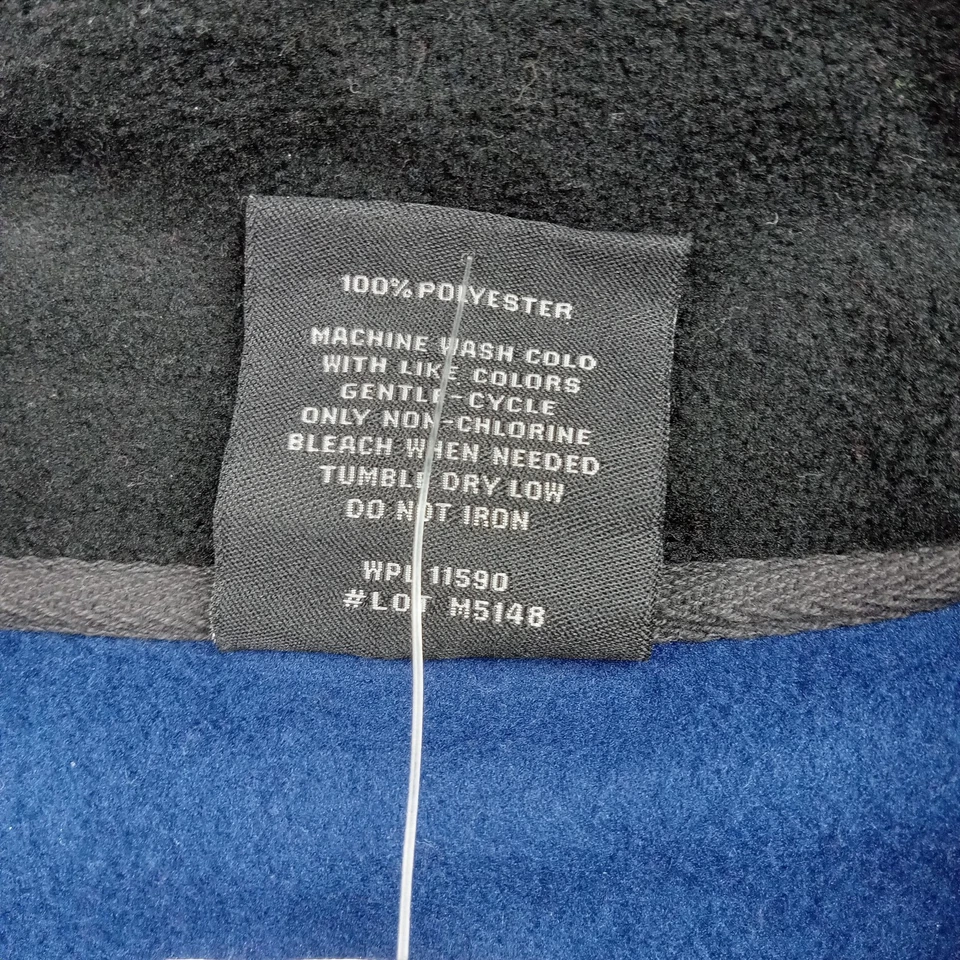 100% POLYESTER
MACHINE WASH COLD
WITH LIKE COLORS
GENTLE-CYCLE
ONLY NON-CHLORINE
BLEACH WHEN NEEDED
TUMBLE DRY LOW
DO NOT IRON
WPL 11590
#LOT M5148